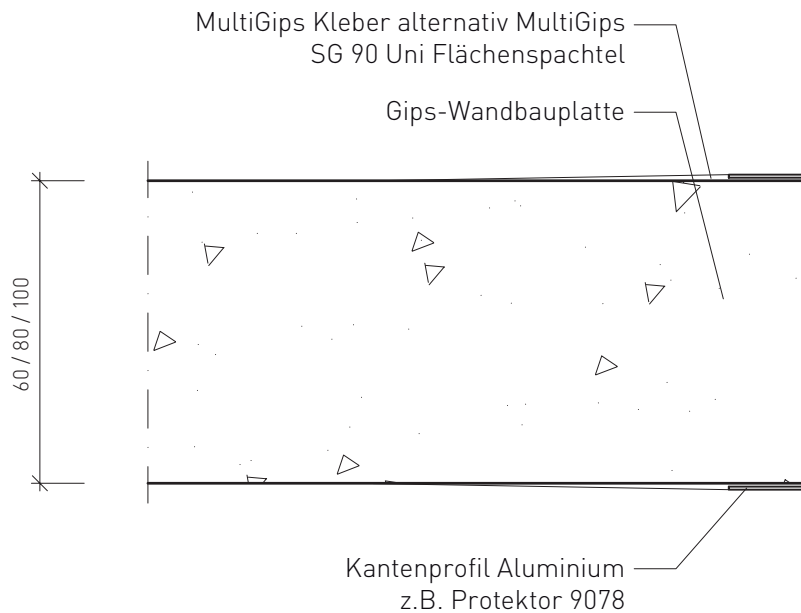 MultiGips Kleber alternativ MultiGips
SG 90 Uni Flächenspachtel
Gips-Wandbauplatte
60 / 80 / 100
Kantenprofil Aluminium
z.B. Protektor 9078